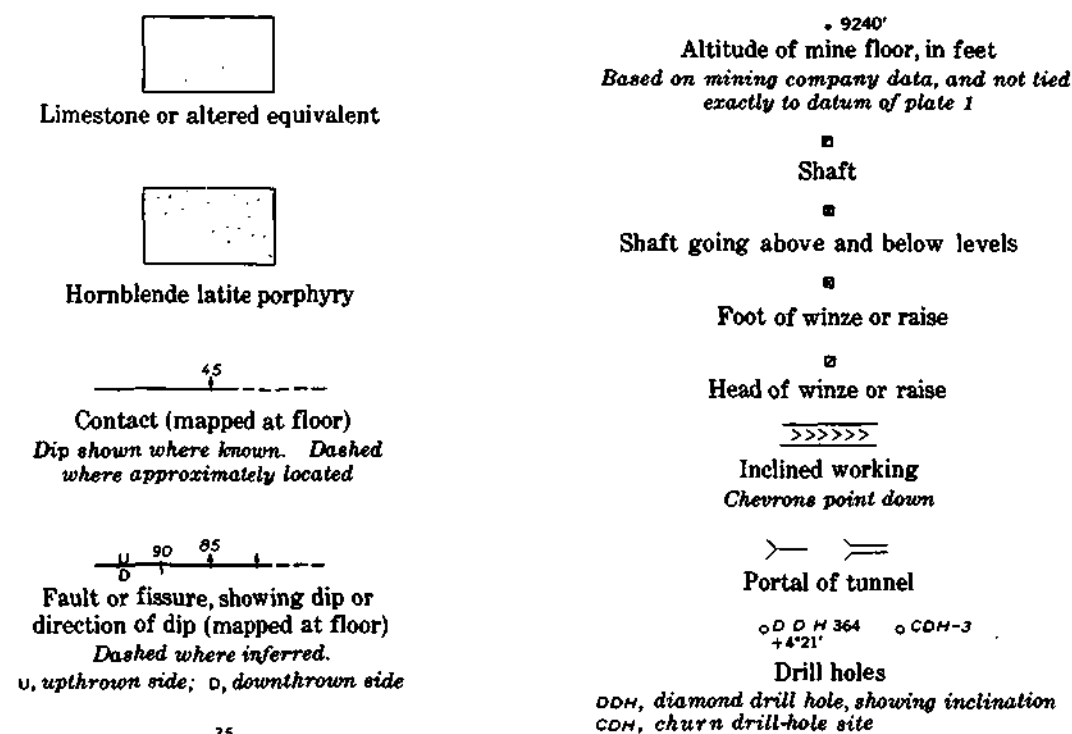 Limestone or altered equivalent
Hornblende latite porphyry
45
Contact (mapped at floor)
Dip shown where known. Dashed
where approximately located
U 90 85
D
Fault or fissure, showing dip or
direction of dip (mapped at floor)
Dashed where inferred.
U, upthrown side; D, downthrown side
. 9240'
Altitude of mine floor, in feet
Based on mining company data, and not tied
exactly to datum of plate 1
Shaft
Shaft going above and below levels
Foot of winze or raise
Head of winze or raise
>>>>>>
Inclined working
Chevrons point down
Portal of tunnel
D D H 364 CDH-3
+4°21'
Drill holes
DDH, diamond drill hole, showing inclination
CDH, churn drill-hole site